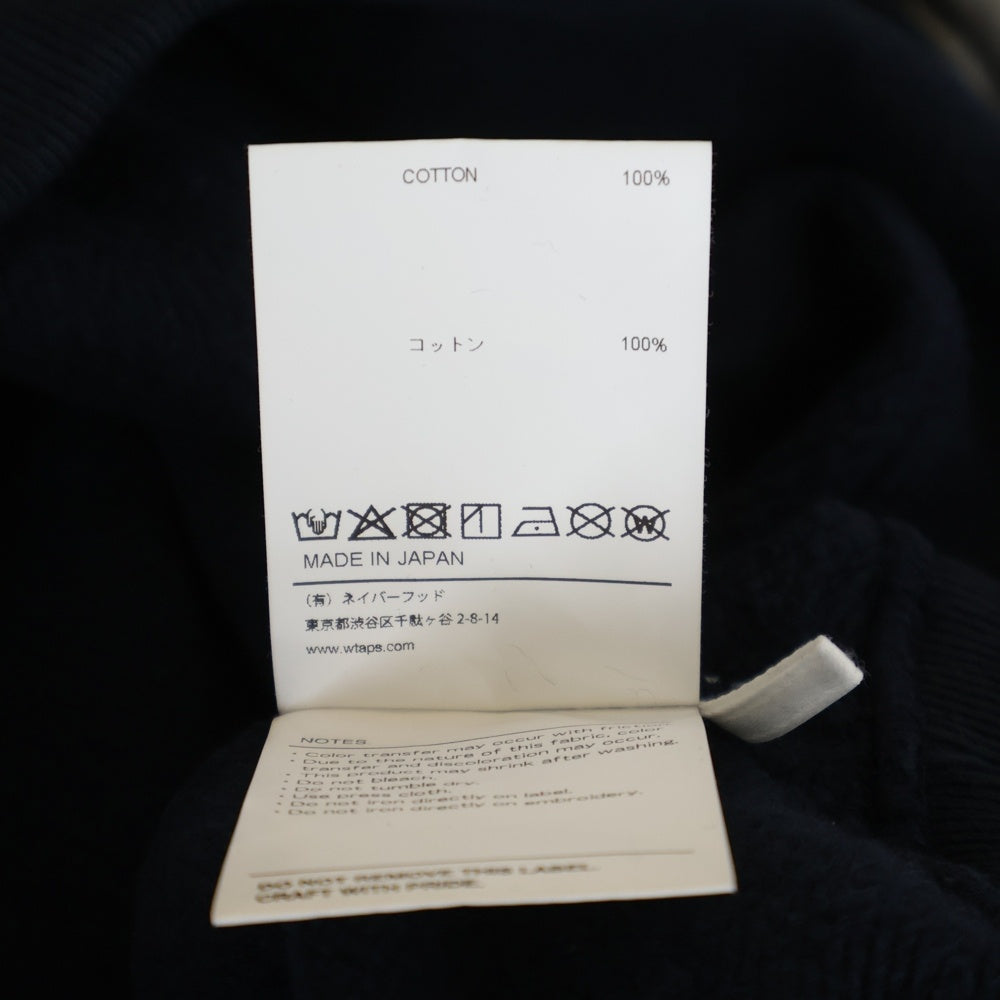 COTTON 100%
コットン 100%
MADE IN JAPAN
(有) ネイバーフッド
東京都渋谷区千駄ヶ谷 2-8-14
www.wtaps.com
NOTES
・Color transfer may occur with friction.
・Due to the nature of this fabric, color
transfer and discoloration may occur.
・This product may shrink after washing.
・Do not bleach.
・Do not tumble dry.
・Use press cloth.
・Do not iron directly on label.
・Do not iron directly on embroidery.
DO NOT REMOVE THIS LABEL.
CRAFT WITH PRIDE.